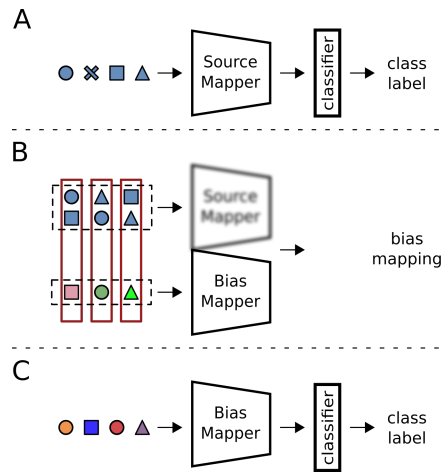 A
Source
Mapper
classifier
class
label
B
Source
Mapper
Bias
Mapper
bias
mapping
C
Bias
Mapper
classifier
class
label